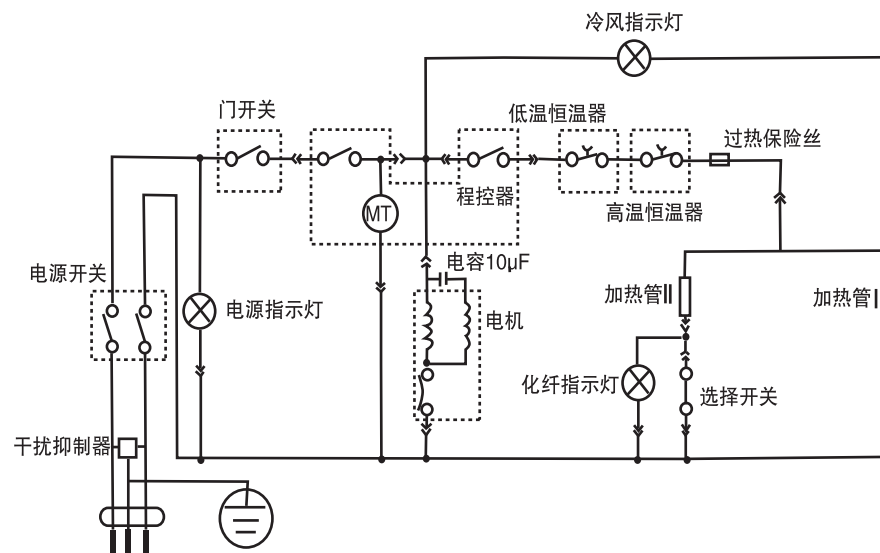 冷风指示灯
门开关
低温恒温器
过热保险丝
程控器
MT
高温恒温器
电源开关
电容10μF
加热管II
加热管I
电源指示灯
电机
化纤指示灯
选择开关
干扰抑制器